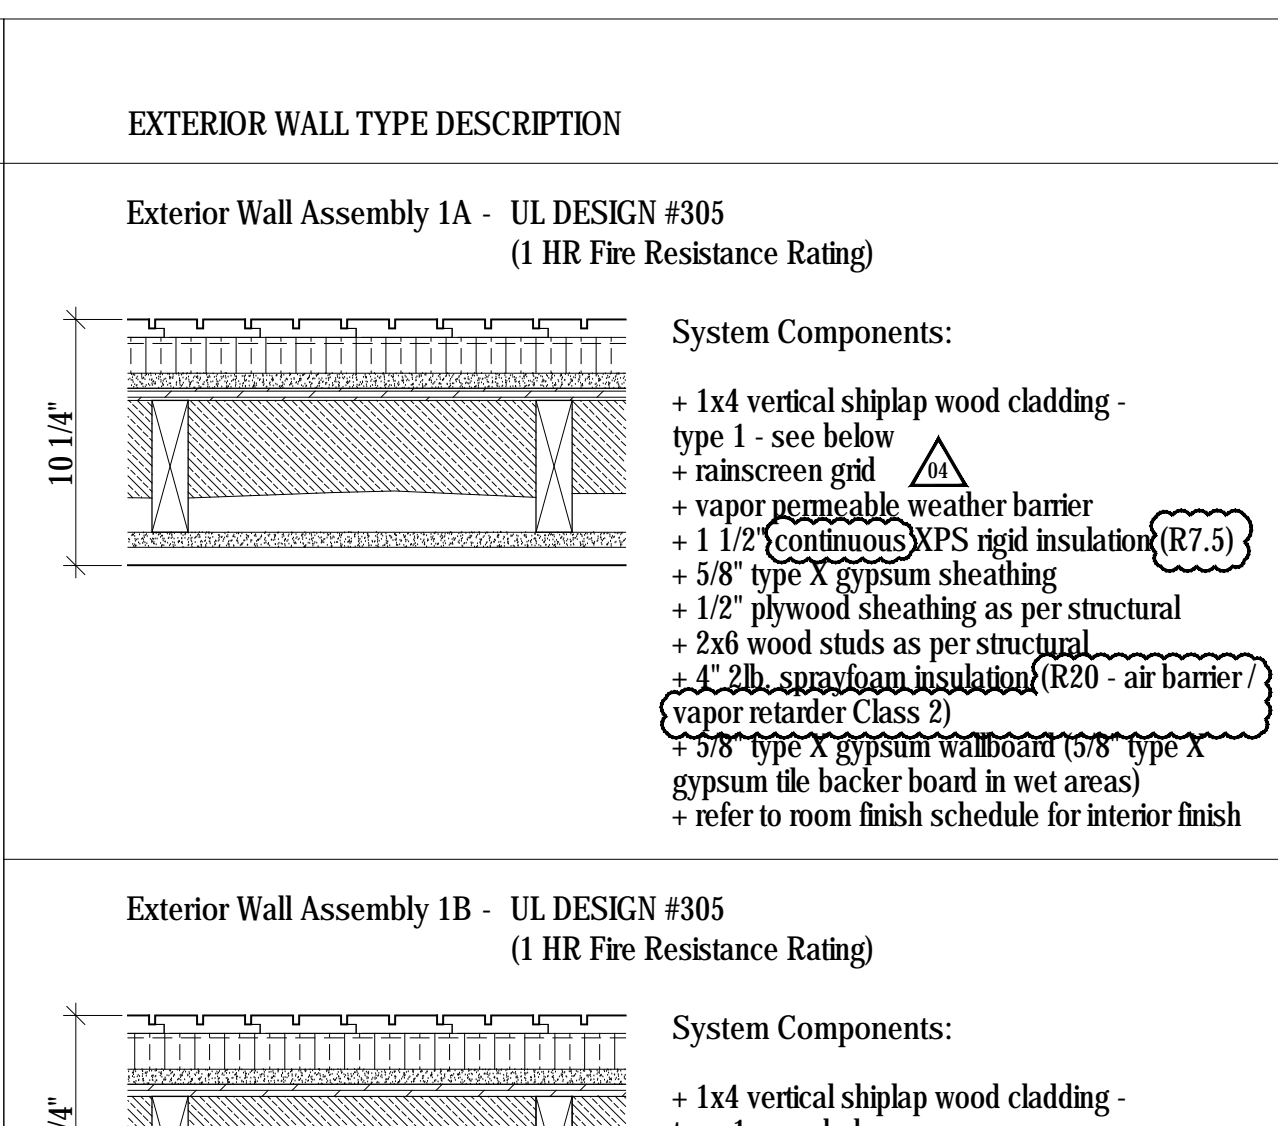 EXTERIOR WALL TYPE DESCRIPTION
Exterior Wall Assembly 1A - UL DESIGN #305
(1 HR Fire Resistance Rating)
10 1/4"
System Components:
+ 1x4 vertical shiplap wood cladding -
type 1 - see below
+ rainscreen grid 04
+ vapor permeable weather barrier
+ 1 1/2" continuous XPS rigid insulation (R7.5)
+ 5/8" type X gypsum sheathing
+ 1/2" plywood sheathing as per structural
+ 2x6 wood studs as per structural
+ 4" 2lb. sprayfoam insulation (R20 - air barrier /
vapor retarder Class 2)
+ 5/8" type X gypsum wallboard (5/8" type X
gypsum tile backer board in wet areas)
+ refer to room finish schedule for interior finish
Exterior Wall Assembly 1B - UL DESIGN #305
(1 HR Fire Resistance Rating)
/4"
System Components:
+ 1x4 vertical shiplap wood cladding -